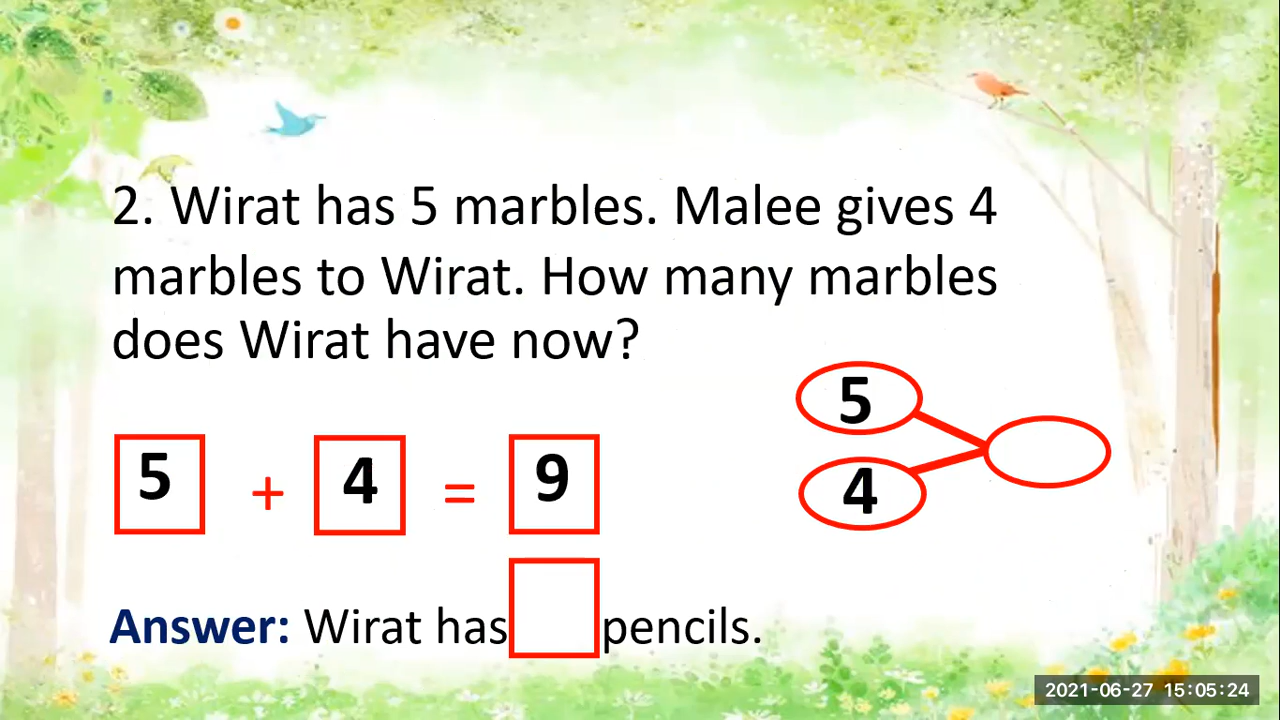 2. Wirat has 5 marbles. Malee gives 4
marbles to Wirat. How many marbles
does Wirat have now?
5
4
5 + 4 = 9
Answer: Wirat has pencils.
2021-06-27 15:05:24